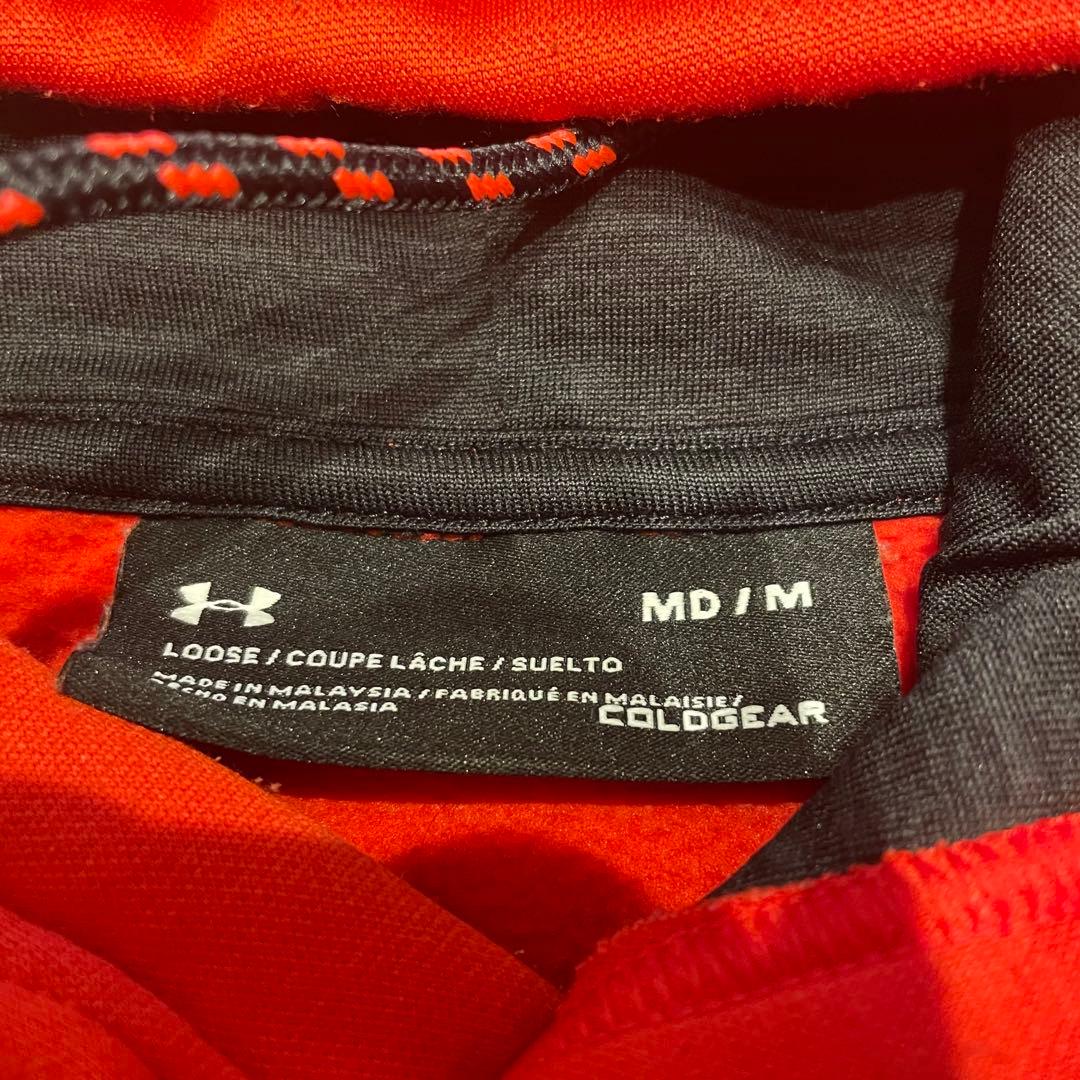 MD / M
LOOSE / COUPE LÂCHE / SUELTO
MADE IN MALAYSIA / FABRIQUÉ EN MALAISIE /
HECHO EN MALASIA
COLDGEAR